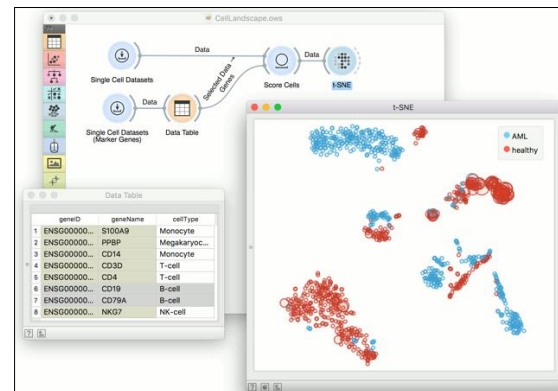 CellLandscape.ows
Data
Data
Single Cell Datasets
Score Cells
t-SNE
Selected Data → Genes
Data
Single Cell Datasets
(Marker Genes)
Data Table
t-SNE
AML
healthy
Data Table
geneID geneName cellType
1 ENSG00000... S100A9 Monocyte
2 ENSG00000... PPBP Megakaryoc...
3 ENSG00000... CD14 Monocyte
4 ENSG00000... CD3D T-cell
5 ENSG00000... CD4 T-cell
6 ENSG00000... CD19 B-cell
7 ENSG00000... CD79A B-cell
8 ENSG00000... NKG7 NK-cell